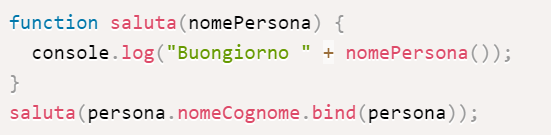 function saluta(nomePersona) {
  console.log("Buongiorno " + nomePersona());
}
saluta(persona.nomeCognome.bind(persona));